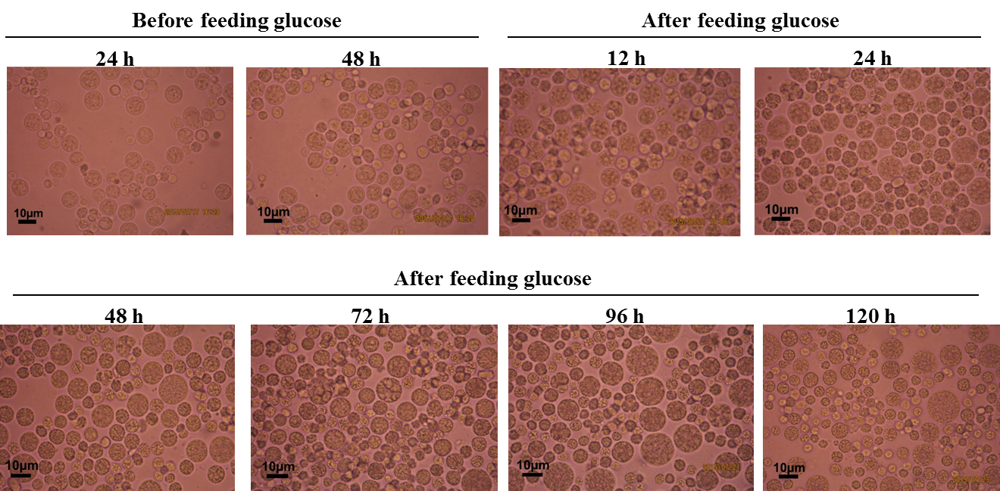 Before feeding glucose
After feeding glucose
24 h
48 h
12 h
24 h
10μm
10μm
10μm
10μm
After feeding glucose
48 h
72 h
96 h
120 h
10μm
10μm
10μm
10μm